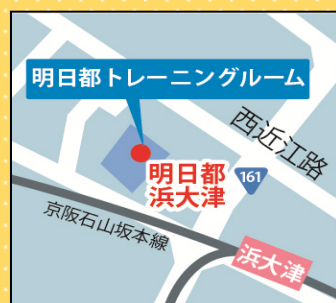 明日都トレーニングルーム
西近江路
明日都
浜大津
161
京阪石山坂本線
浜大津